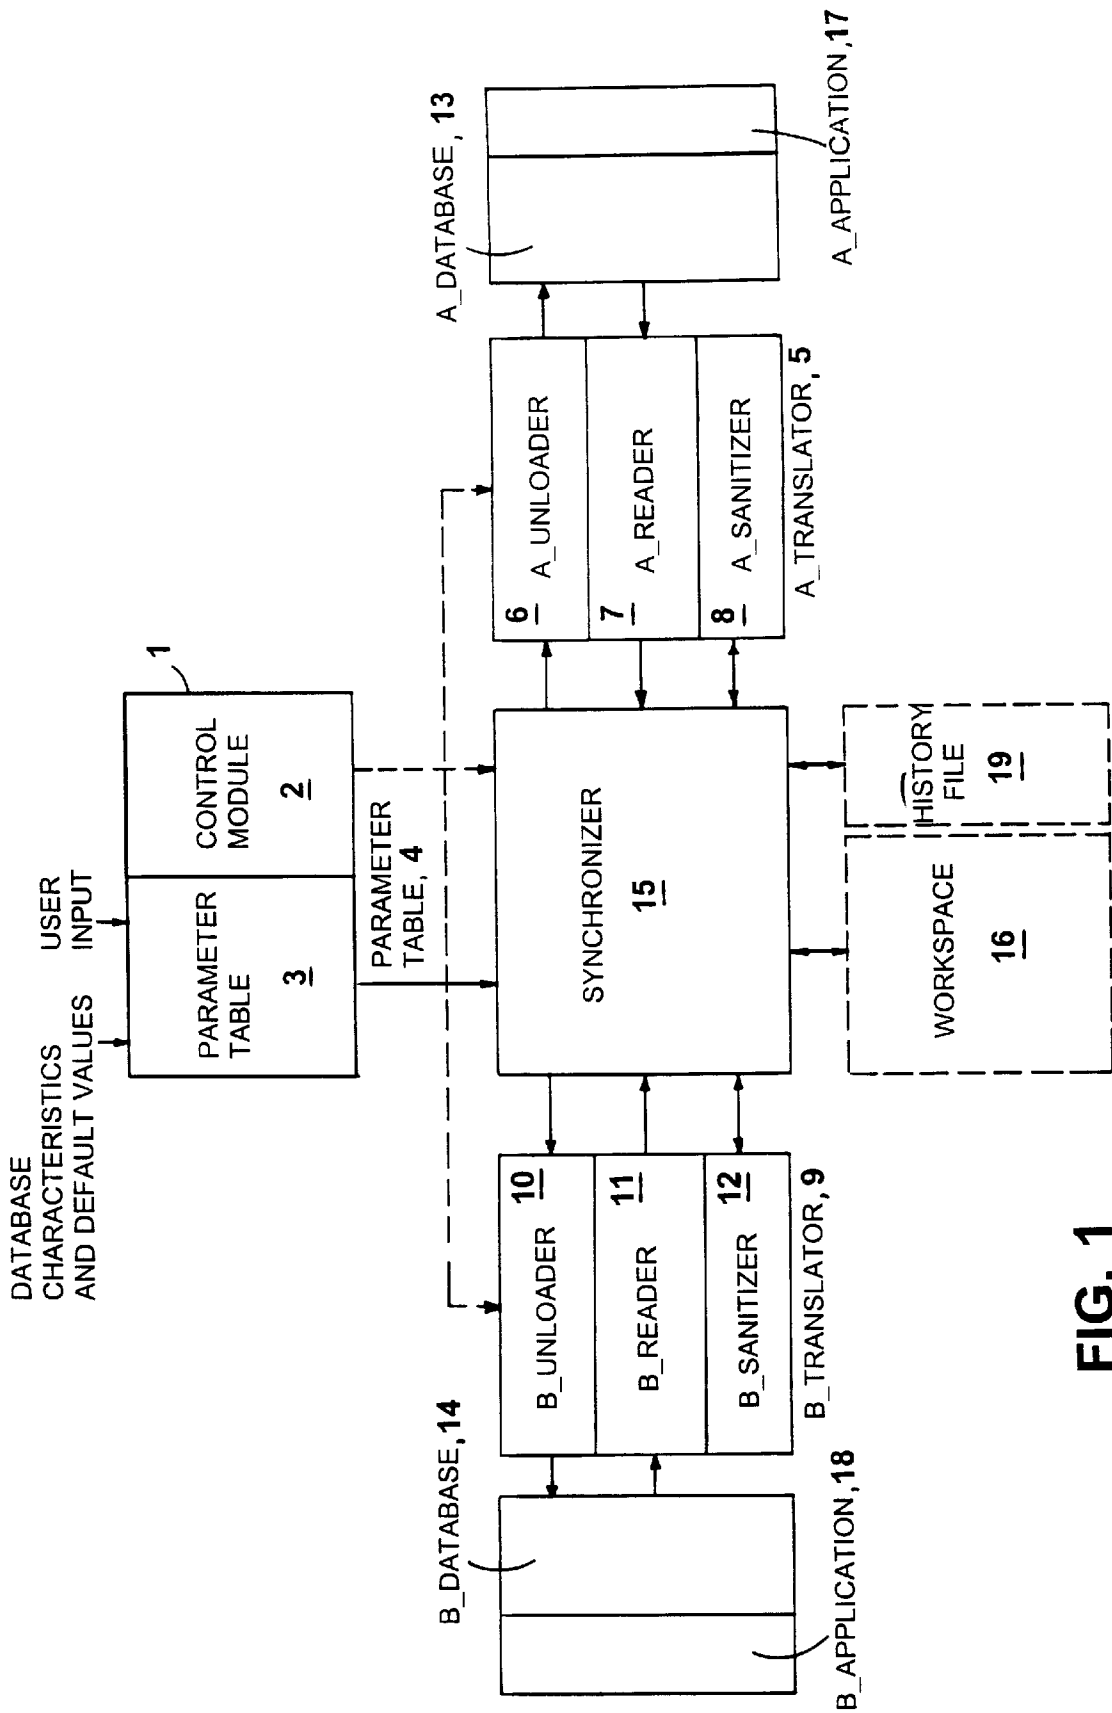 DATABASE
CHARACTERISTICS
AND DEFAULT VALUES
USER
INPUT
1
PARAMETER
TABLE
3
CONTROL
MODULE
2
PARAMETER
TABLE, 4
B_DATABASE, 14
A_DATABASE, 13
B_UNLOADER
10
B_READER
11
B_SANITIZER
12
B_TRANSLATOR, 9
SYNCHRONIZER
15
6
A_UNLOADER
7
A_READER
8
A_SANITIZER
A_TRANSLATOR, 5
B_APPLICATION, 18
A_APPLICATION, 17
WORKSPACE
16
HISTORY
FILE
19
FIG. 1